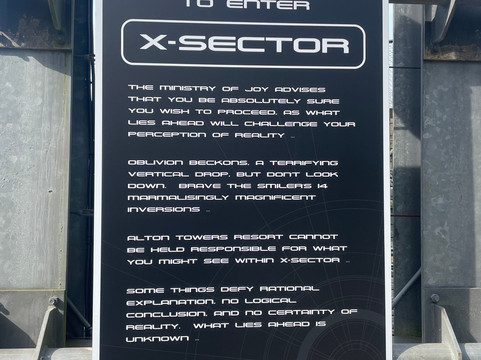 TO ENTER
X-SECTOR
THE MINISTRY OF JOY ADVISES
THAT YOU BE ABSOLUTELY SURE
YOU WISH TO PROCEED, AS WHAT
LIES AHEAD WILL CHALLENGE YOUR
PERCEPTION OF REALITY ...
OBLIVION BECKONS, A TERRIFYING
VERTICAL DROP, BUT DONT LOOK
DOWN. BRAVE THE SMILERS 14
MARMALISINGLY MAGNIFICENT
INVERSIONS ...
ALTON TOWERS RESORT CANNOT
BE HELD RESPONSIBLE FOR WHAT
YOU MIGHT SEE WITHIN X-SECTOR ...
SOME THINGS DEFY RATIONAL
EXPLANATION, NO LOGICAL
CONCLUSION, AND NO CERTAINTY OF
REALITY. WHAT LIES AHEAD IS
UNKNOWN ...